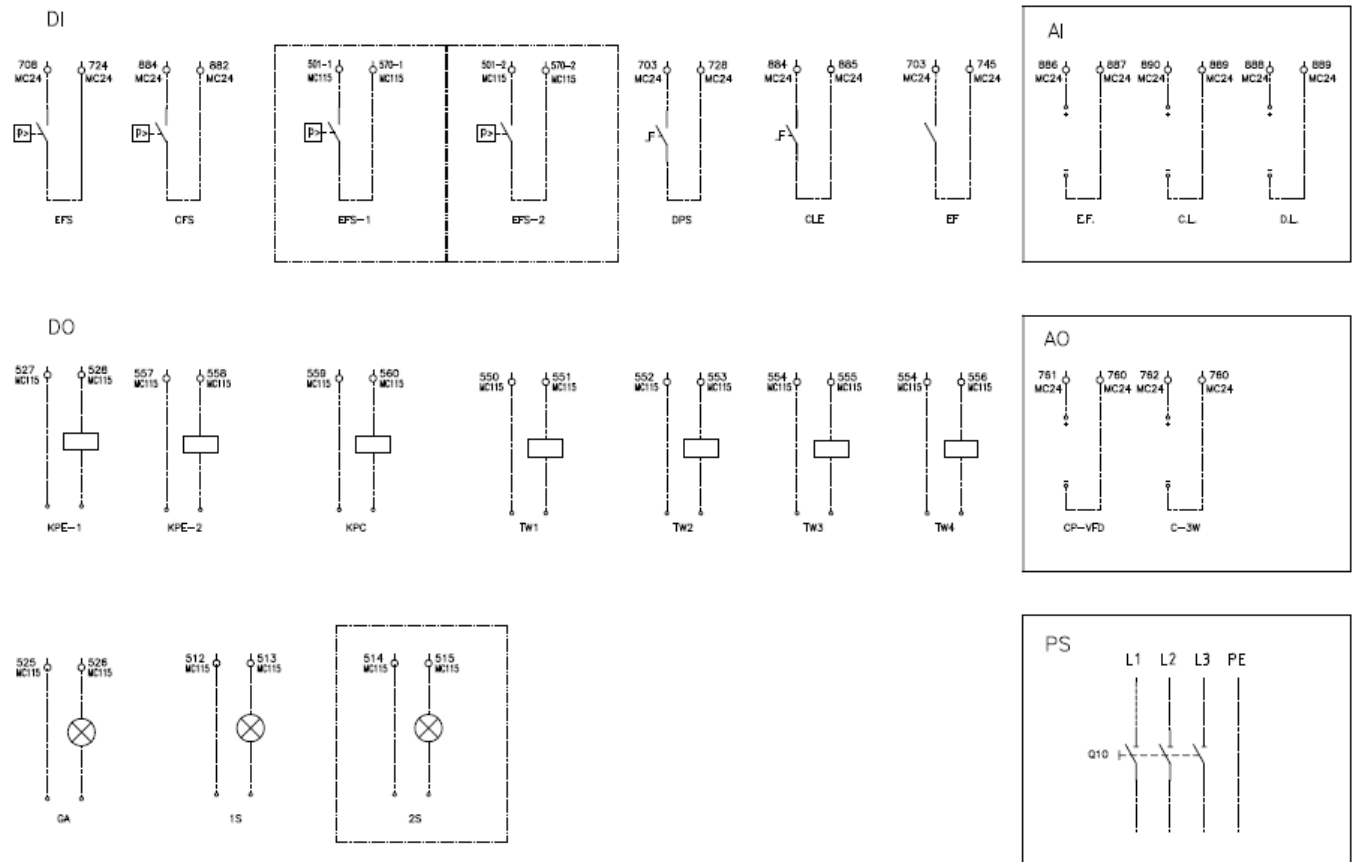 DI
708 724 884 882 501-1 570-1 501-2 570-2 703 728 884 885 703 745
MC24 MC24 MC24 MC24 MC115 MC115 MC115 MC115 MC24 MC24 MC24 MC24 MC24 MC24
P> P> P> P> F F
EFS CFS EFS-1 EFS-2 DPS CLE EF
AI
886 887 890 889 888 889
MC24 MC24 MC24 MC24 MC24 MC24
+ + +
- - -
E.F. C.L. D.L.
DO
527 528 557 558 559 560 550 551 552 553 554 555 554 556
MC115 MC115 MC115 MC115 MC115 MC115 MC115 MC115 MC115 MC115 MC115 MC115 MC115 MC115
KPE-1 KPE-2 KPC TW1 TW2 TW3 TW4
AO
761 760 762 760
MC24 MC24 MC24 MC24
+ +
- -
CP-VFD C-3W
525 526 512 513 514 515
MC115 MC115 MC115 MC115 MC115 MC115
GA 1S 2S
PS
L1 L2 L3 PE
Q10